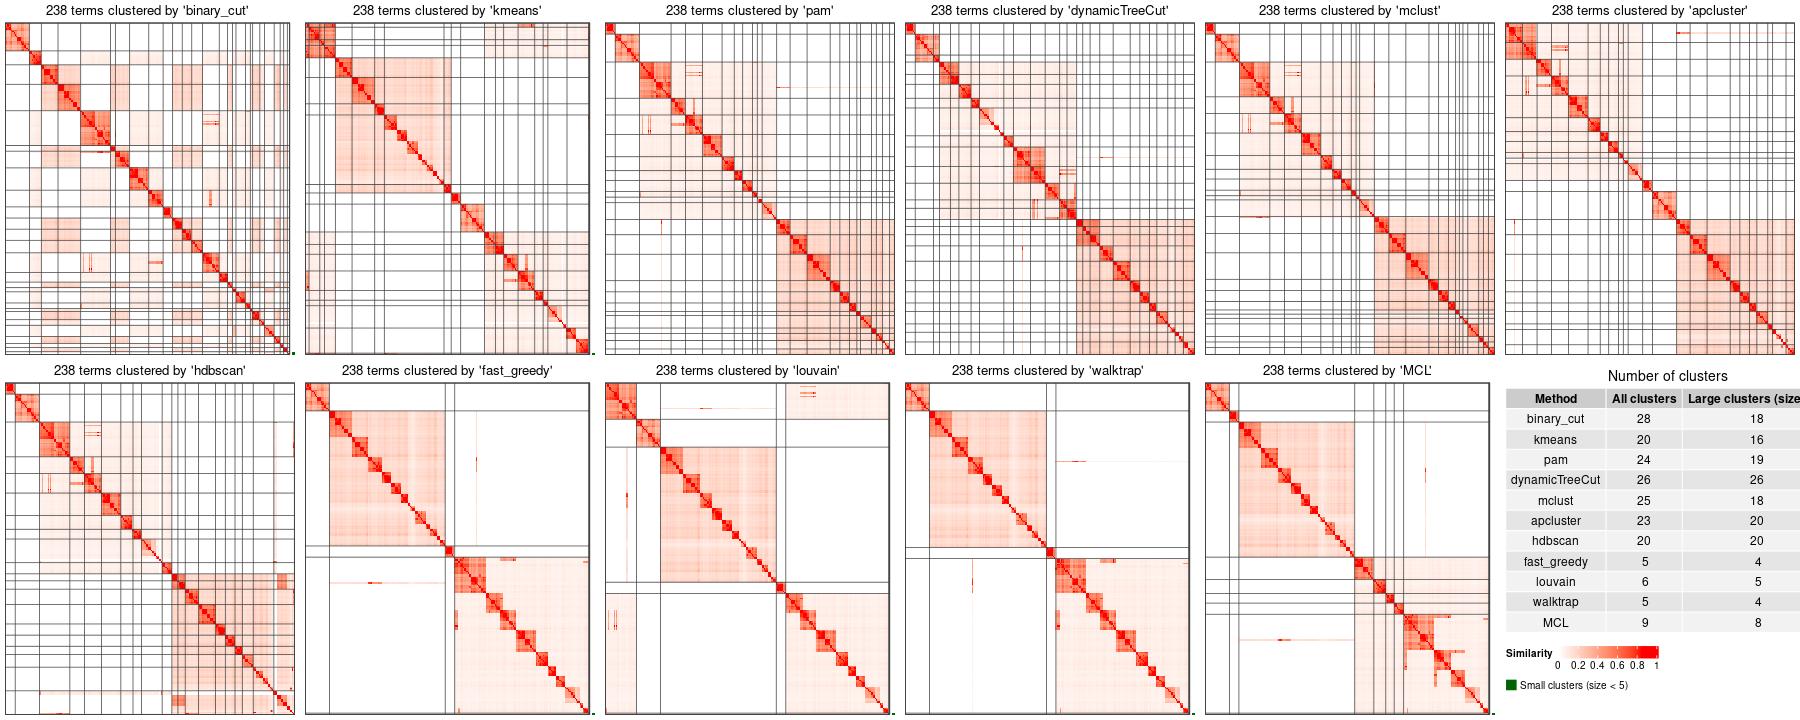 238 terms clustered by 'binary_cut'
238 terms clustered by 'kmeans'
238 terms clustered by 'pam'
238 terms clustered by 'dynamicTreeCut'
238 terms clustered by 'mclust'
238 terms clustered by 'apcluster'
238 terms clustered by 'hdbscan'
238 terms clustered by 'fast_greedy'
238 terms clustered by 'louvain'
238 terms clustered by 'walktrap'
238 terms clustered by 'MCL'
Number of clusters
Method All clusters Large clusters (size
binary_cut 28 18
kmeans 20 16
pam 24 19
dynamicTreeCut 26 26
mclust 25 18
apcluster 23 20
hdbscan 20 20
fast_greedy 5 4
louvain 6 5
walktrap 5 4
MCL 9 8
Similarity
0 0.2 0.4 0.6 0.8 1
Small clusters (size < 5)